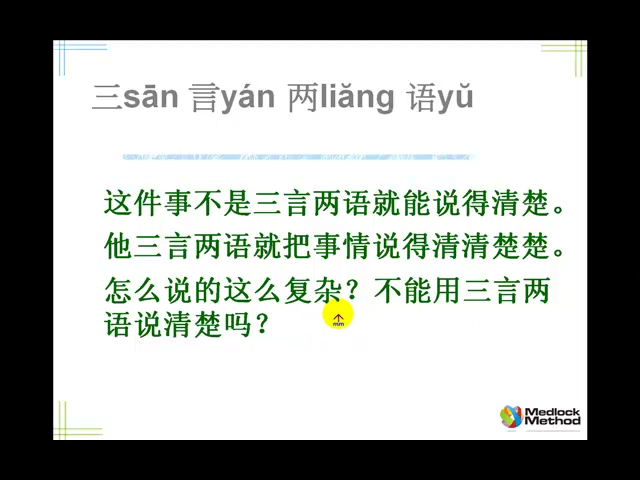 三sān 言yán 两liǎng 语yǔ
这件事不是三言两语就能说得清楚。
他三言两语就把事情说得清清楚楚。
怎么说的这么复杂？不能用三言两
语说清楚吗？
mm
Medlock
Method